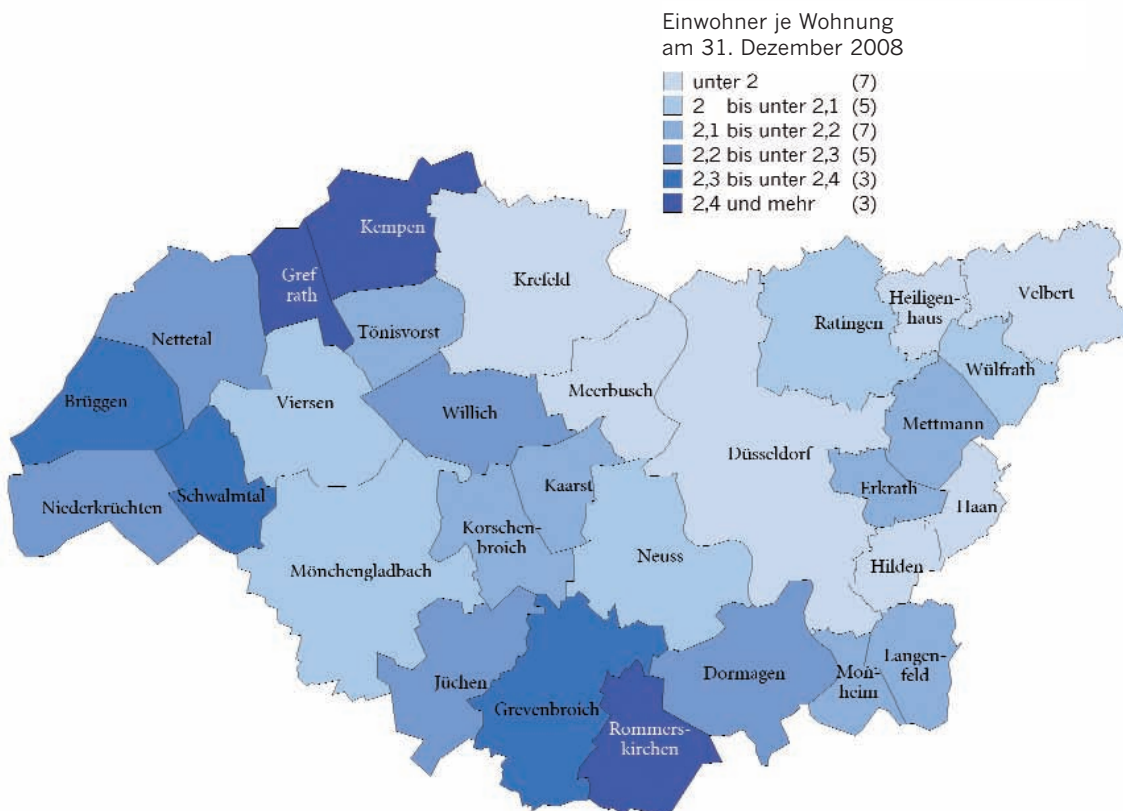 Einwohner je Wohnung
am 31. Dezember 2008
unter 2 (7)
2 bis unter 2,1 (5)
2,1 bis unter 2,2 (7)
2,2 bis unter 2,3 (5)
2,3 bis unter 2,4 (3)
2,4 und mehr (3)
Kempen
Gref
rath
Krefeld
Nettetal
Tönisvorst
Ratingen
Heiligen-
haus
Velbert
Wülfrath
Brüggen
Viersen
Willich
Meerbusch
Mettmann
Düsseldorf
Niederkrüchten
Schwalmtal
Kaarst
Erkrath
Haan
Korschen-
broich
Neuss
Hilden
Mönchengladbach
Jüchen
Grevenbroich
Dormagen
Mon-
heim
Langen-
feld
Rommers-
kirchen